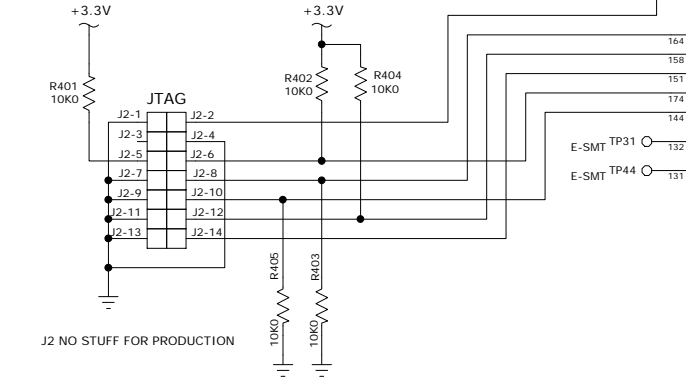 +3.3V
+3.3V
164
158
R401
10K0
R402
10K0
R404
10K0
151
JTAG
174
J2-1
J2-2
144
J2-3
J2-4
E-SMT TP31
132
J2-5
J2-6
J2-7
J2-8
E-SMT TP44
131
J2-9
J2-10
J2-11
J2-12
J2-13
J2-14
R405
10K0
R403
10K0
J2 NO STUFF FOR PRODUCTION